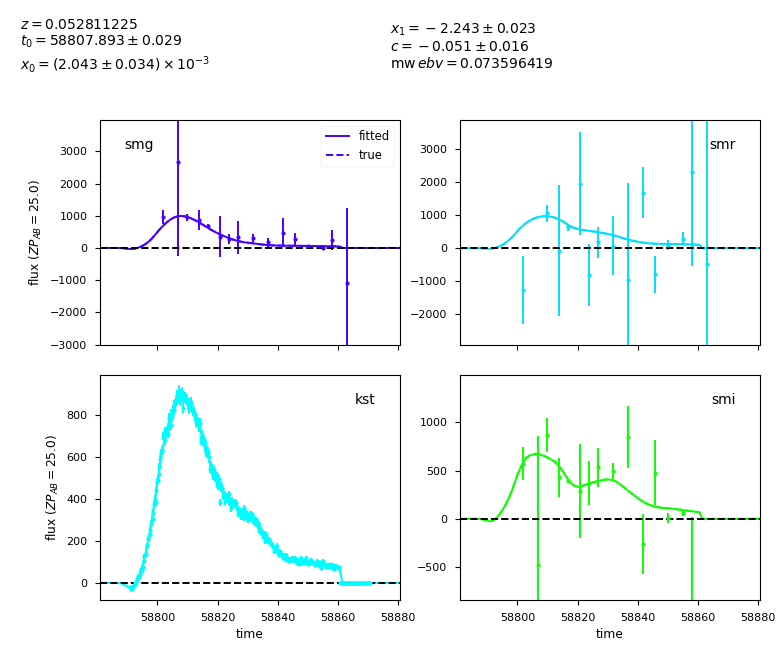 z = 0.052811225
t₀ = 58807.893 ± 0.029
x₀ = (2.043 ± 0.034) × 10⁻³
x₁ = −2.243 ± 0.023
c = −0.051 ± 0.016
mw ebv = 0.073596419
smg
fitted
true
3000
2000
1000
0
−1000
−2000
−3000
flux (ZP_AB = 25.0)
smr
3000
2000
1000
0
−1000
−2000
kst
800
600
400
200
0
flux (ZP_AB = 25.0)
58800 58820 58840 58860 58880
time
smi
1000
500
0
−500
58800 58820 58840 58860 58880
time